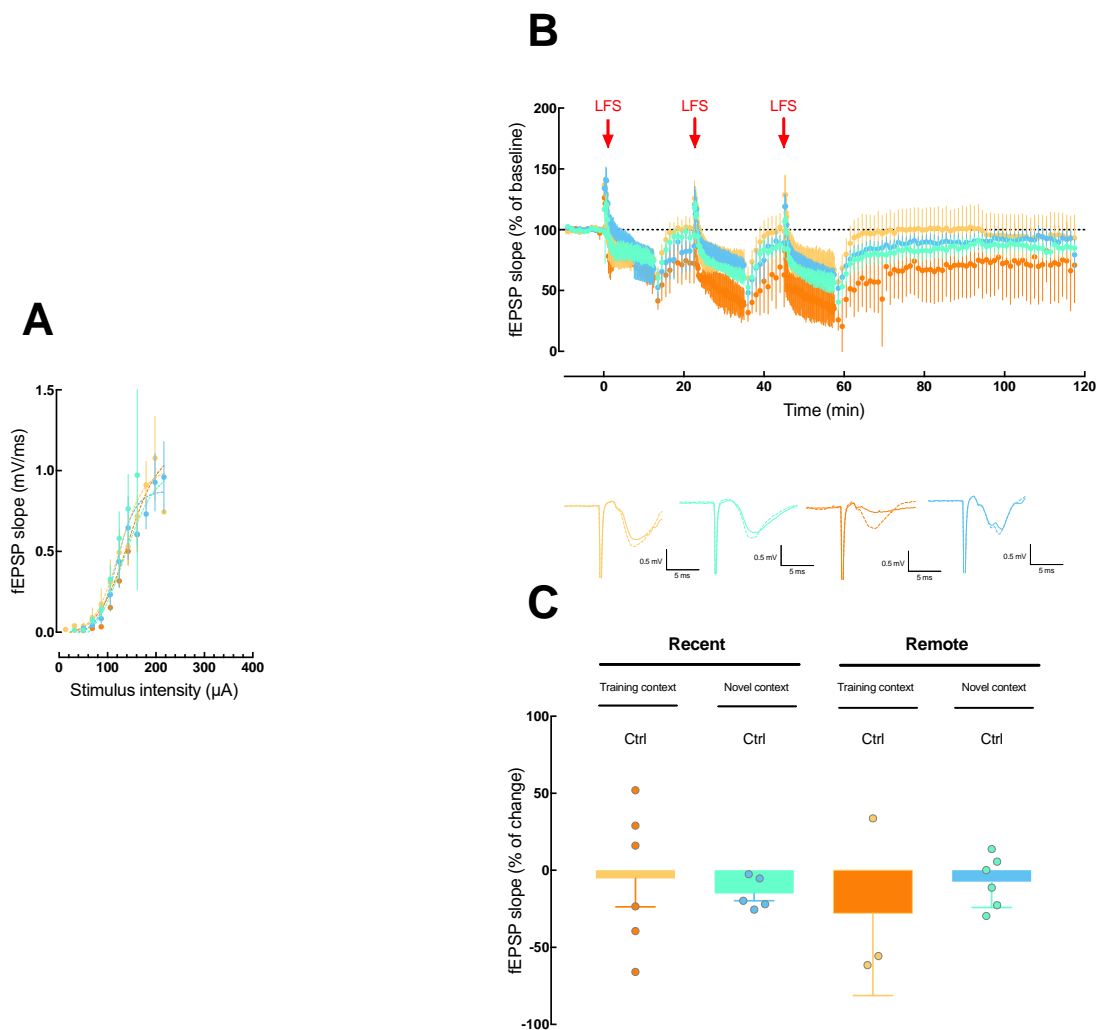 B
200
150
100
50
0
fEPSP slope (% of baseline)
LFS LFS LFS
0 20 40 60 80 100 120
Time (min)
A
1.5
1.0
0.5
0.0
fEPSP slope (mV/ms)
0 100 200 300 400
Stimulus intensity (µA)
0.5 mV
5 ms
0.5 mV
5 ms
0.5 mV
5 ms
0.5 mV
5 ms
C
Recent Remote
Training context Novel context Training context Novel context
Ctrl Ctrl Ctrl Ctrl
100
50
0
-50
-100
fEPSP slope (% of change)